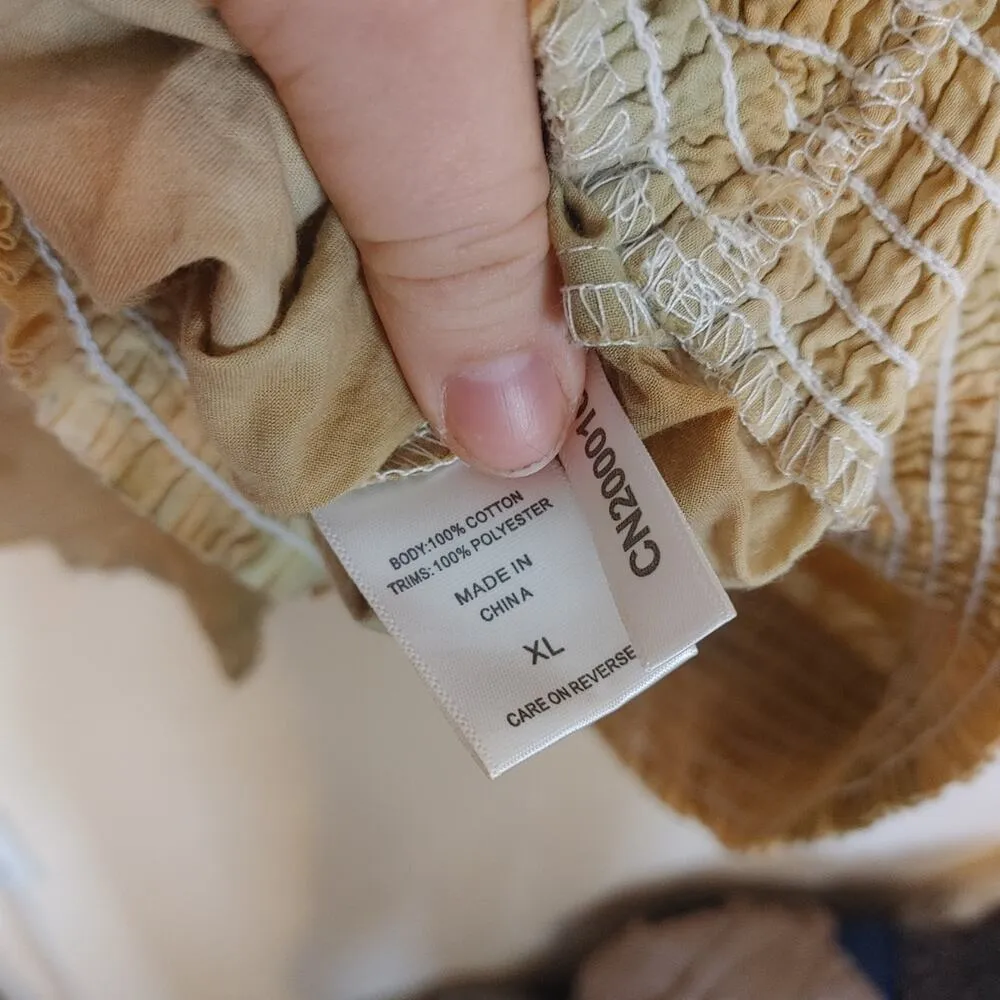 BODY:100% COTTON
TRIMS:100% POLYESTER
MADE IN
CHINA
XL
CARE ON REVERSE